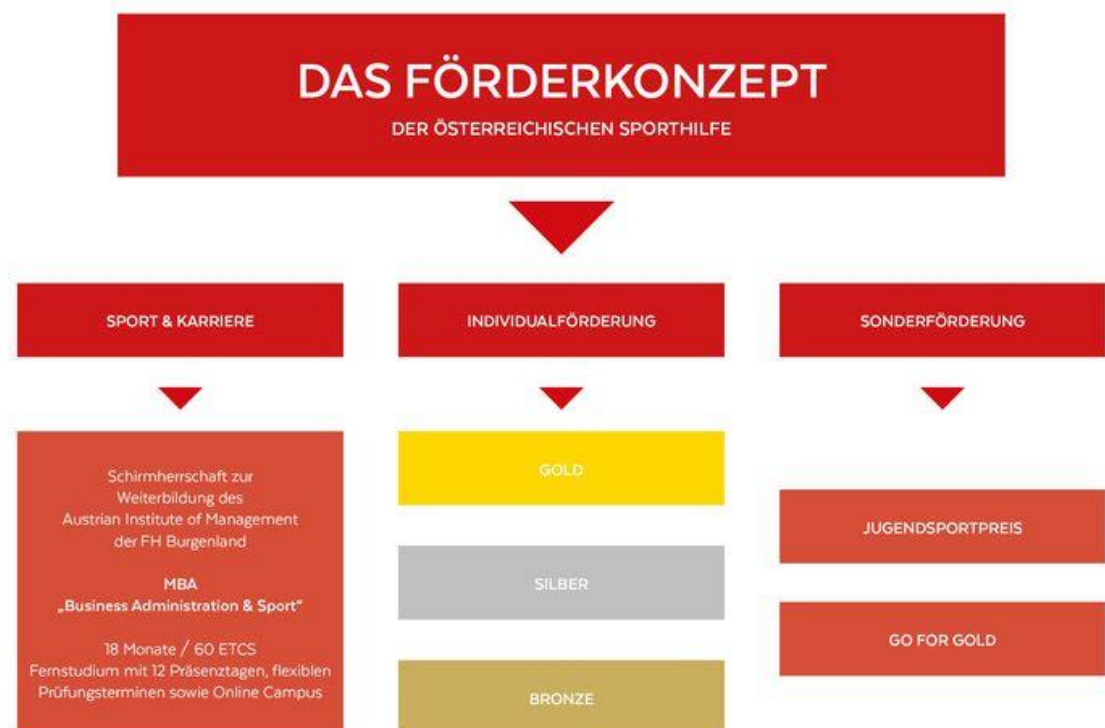 DAS FÖRDERKONZEPT
DER ÖSTERREICHISCHEN SPORTHILFE
SPORT & KARRIERE
Schirmherrschaft zur
Weiterbildung des
Austrian Institute of Management
der FH Burgenland
MBA
„Business Administration & Sport“
18 Monate / 60 ETCS
Fernstudium mit 12 Präsenztagen, flexiblen
Prüfungsterminen sowie Online Campus
INDIVIDUALFÖRDERUNG
GOLD
SILBER
BRONZE
SONDERFÖRDERUNG
JUGENDSPORTPREIS
GO FOR GOLD